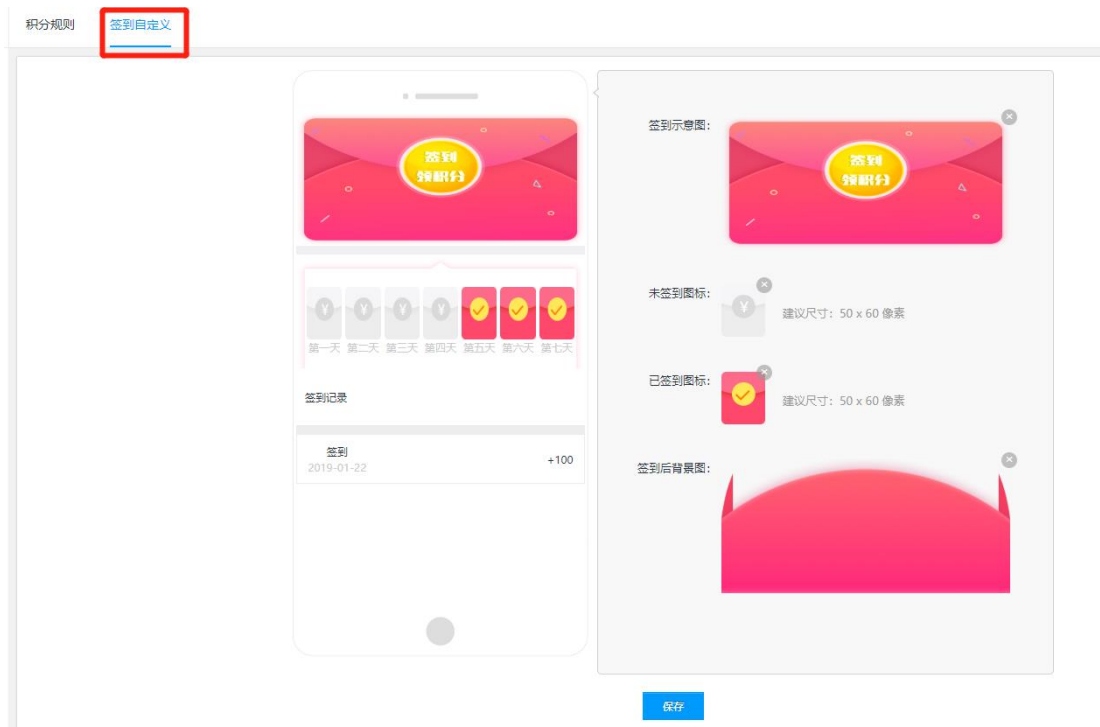 积分规则 签到自定义
签到
领积分
¥ ¥ ¥ ¥
第一天 第二天 第三天 第四天 第五天 第六天 第七天
签到记录
签到
2019-01-22
+100
签到示意图:
签到
领积分
未签到图标:
¥
建议尺寸：50 x 60 像素
已签到图标:
建议尺寸：50 x 60 像素
签到后背景图:
保存